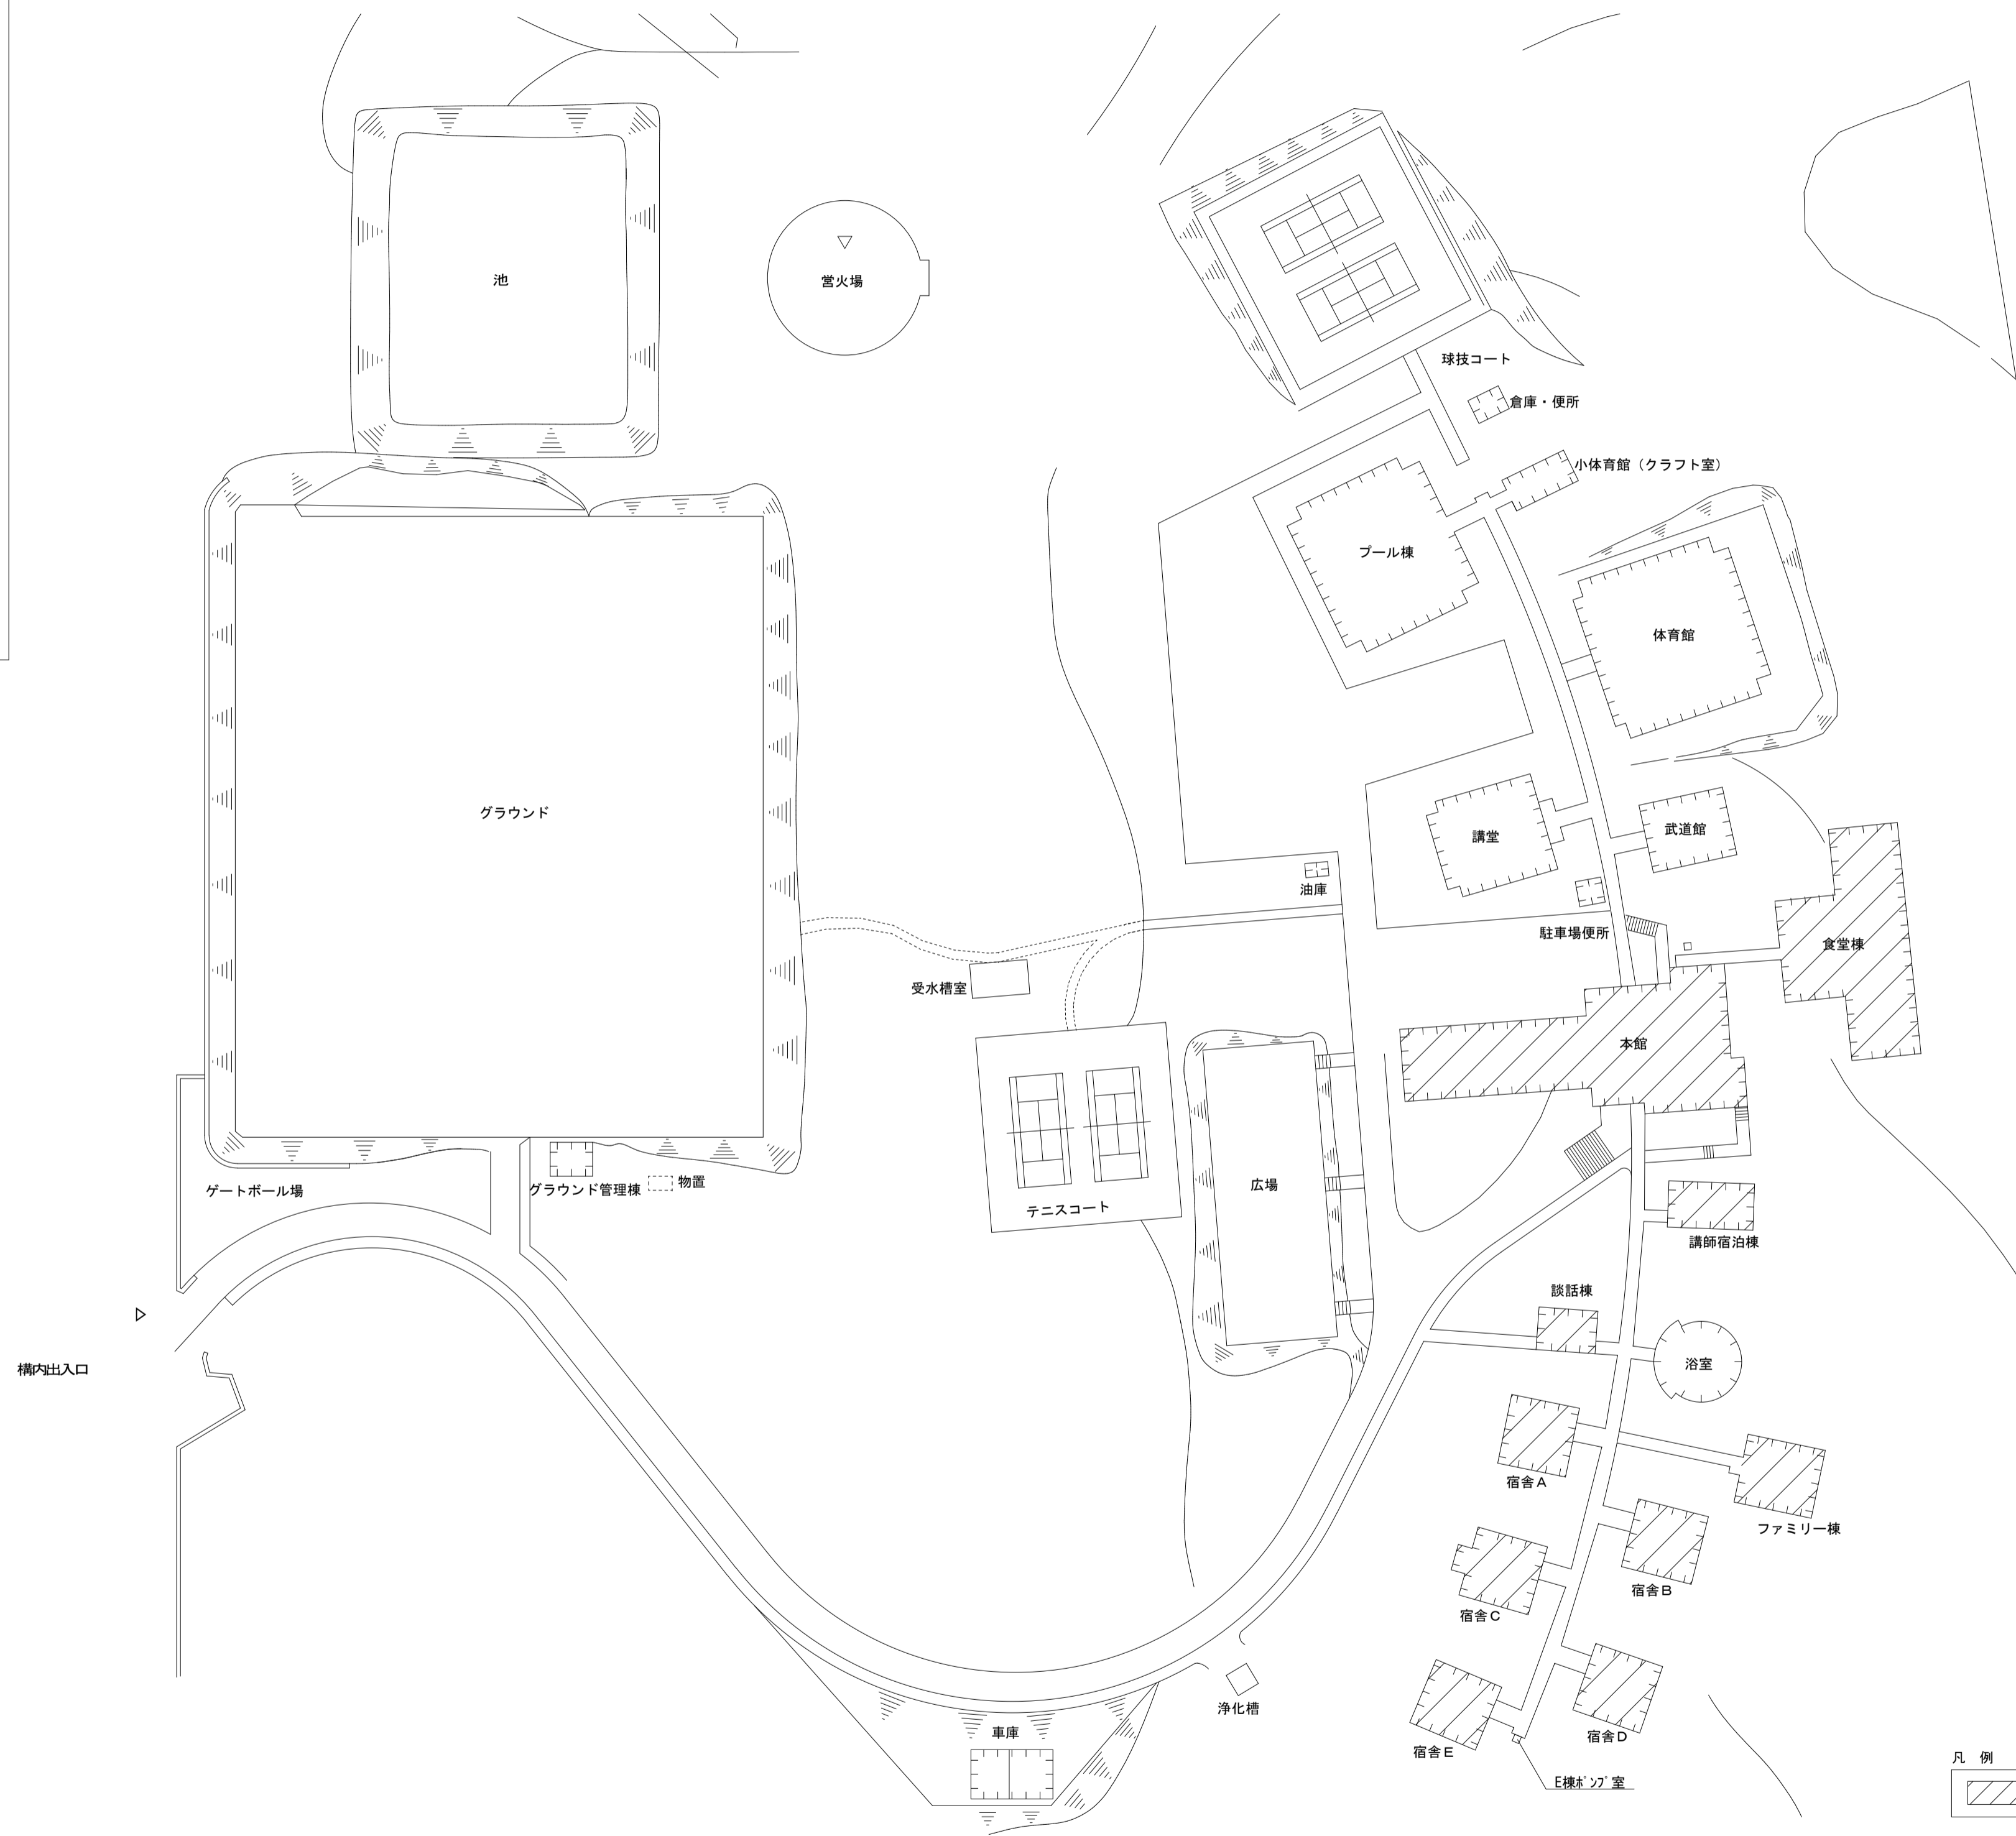 池
営火場
球技コート
倉庫・便所
小体育館（クラフト室）
プール棟
体育館
グラウンド
講堂
武道館
油庫
駐車場便所
食堂棟
受水槽室
本館
ゲートボール場
グラウンド管理棟
物置
テニスコート
広場
講師宿泊棟
談話棟
構内出入口
浴室
宿舎A
ファミリー棟
宿舎B
宿舎C
浄化槽
車庫
宿舎D
宿舎E
E棟ﾎﾟﾝﾌﾟ室
凡 例